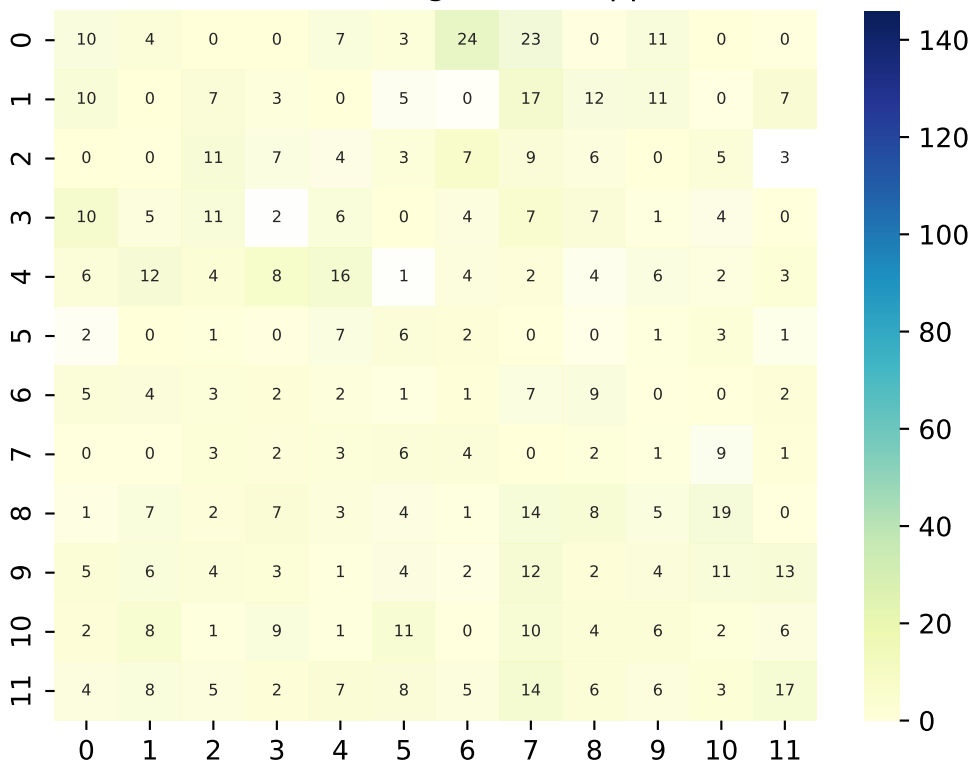 0 10 4 0 0 7 3 24 23 0 11 0 0
1 10 0 7 3 0 5 0 17 12 11 0 7
2 0 0 11 7 4 3 7 9 6 0 5 3
3 10 5 11 2 6 0 4 7 7 1 4 0
4 6 12 4 8 16 1 4 2 4 6 2 3
5 2 0 1 0 7 6 2 0 0 1 3 1
6 5 4 3 2 2 1 1 7 9 0 0 2
7 0 0 3 2 3 6 4 0 2 1 9 1
8 1 7 2 7 3 4 1 14 8 5 19 0
9 5 6 4 3 1 4 2 12 2 4 11 13
10 2 8 1 9 1 11 0 10 4 6 2 6
11 4 8 5 2 7 8 5 14 6 6 3 17
0 1 2 3 4 5 6 7 8 9 10 11
140
120
100
80
60
40
20
0